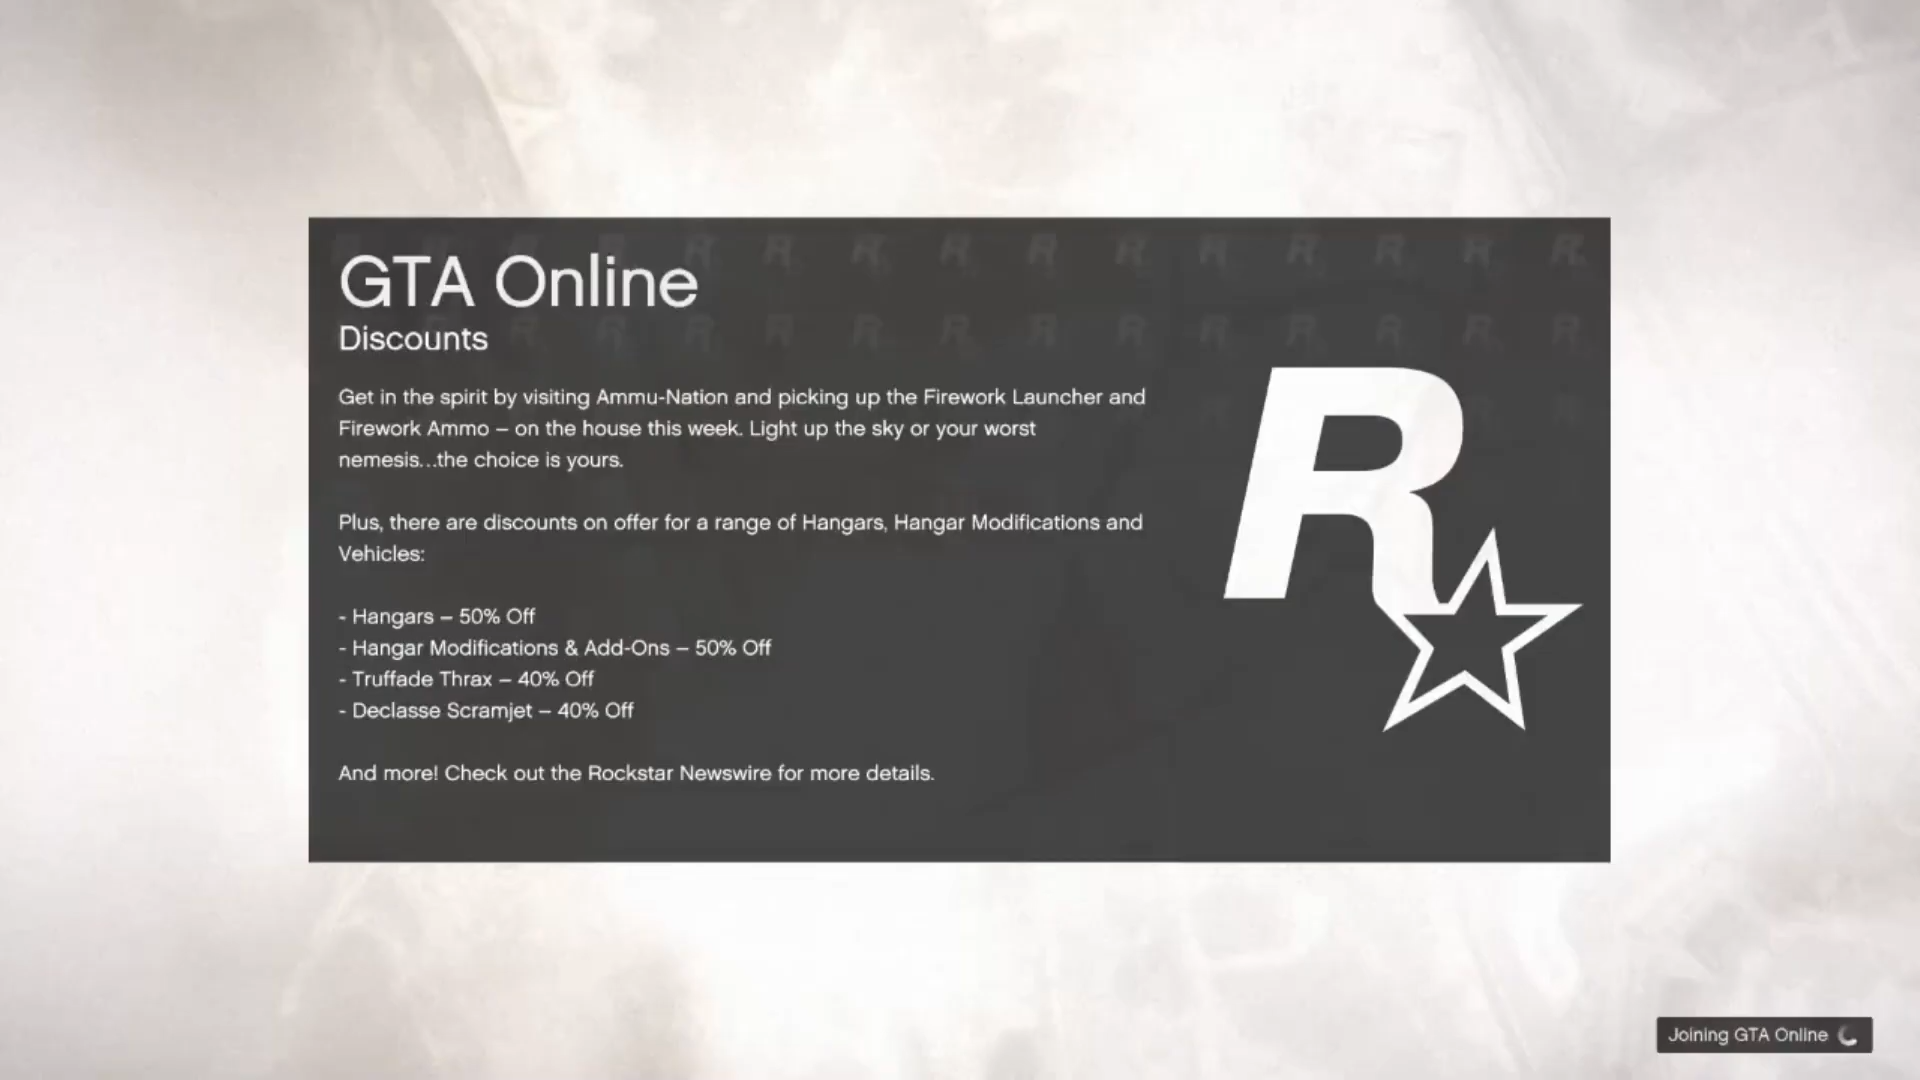 GTA Online
Discounts
Get in the spirit by visiting Ammu-Nation and picking up the Firework Launcher and
Firework Ammo – on the house this week. Light up the sky or your worst
nemesis...the choice is yours.
Plus, there are discounts on offer for a range of Hangars, Hangar Modifications and
Vehicles:
- Hangars – 50% Off
- Hangar Modifications & Add-Ons – 50% Off
- Truffade Thrax – 40% Off
- Declasse Scramjet – 40% Off
And more! Check out the Rockstar Newswire for more details.
R
Joining GTA Online